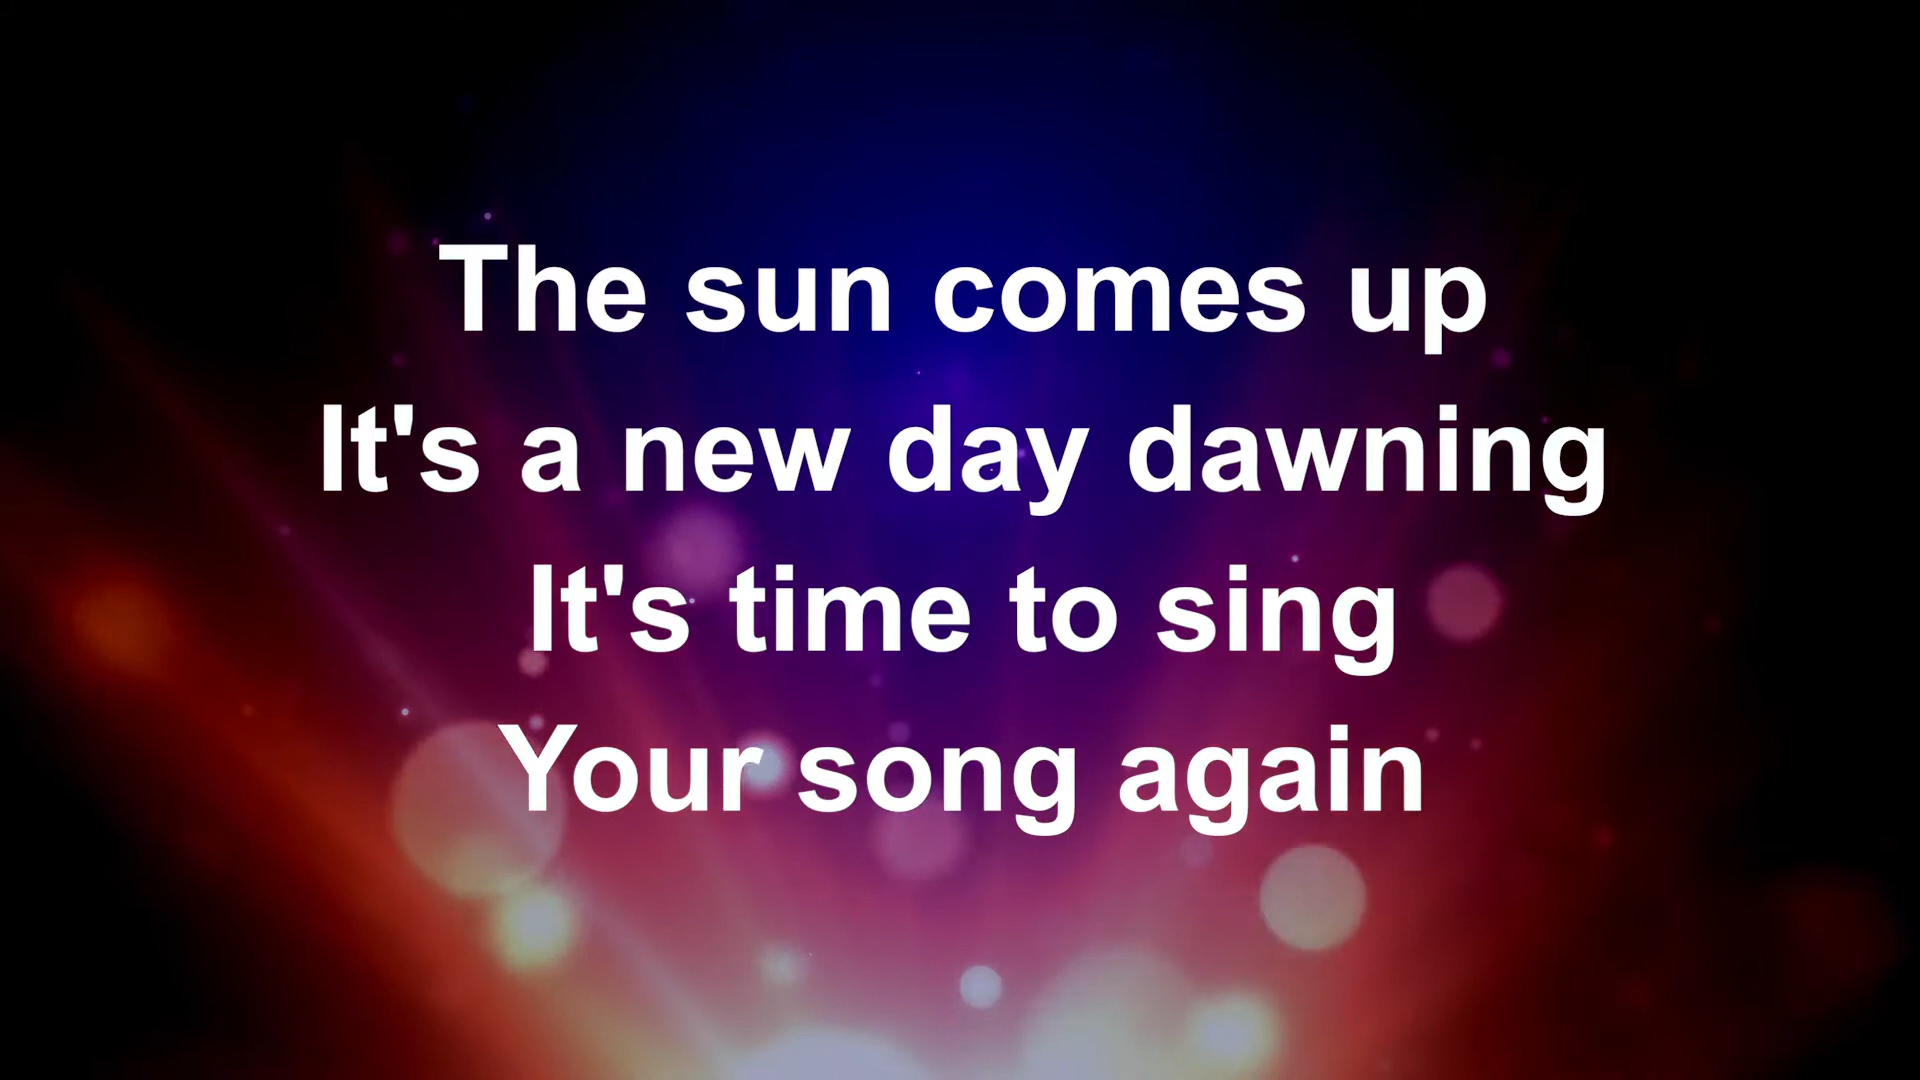 The sun comes up
It's a new day dawning
It's time to sing
Your song again